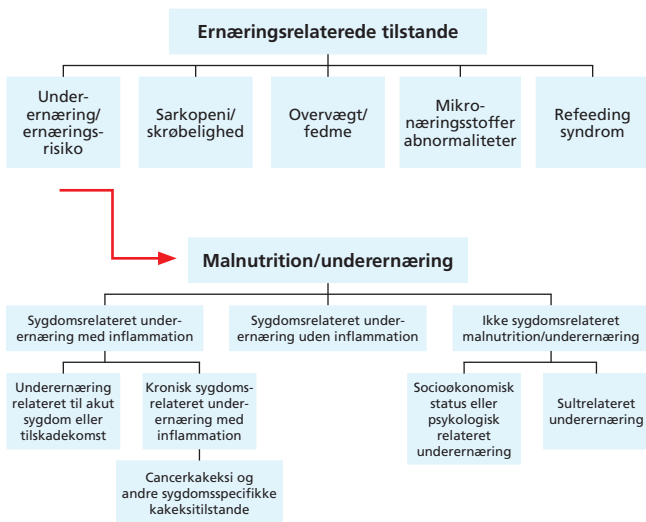 Ernæringsrelaterede tilstande
Under-
ernæring/
ernærings-
risiko
Sarkopeni/
skrøbelighed
Overvægt/
fedme
Mikro-
næringsstoffer
abnormaliteter
Refeeding
syndrom
Malnutrition/underernæring
Sygdomsrelateret under-
ernæring med inflammation
Sygdomsrelateret under-
ernæring uden inflammation
Ikke sygdomsrelateret
malnutrition/underernæring
Underernæring
relateret til akut
sygdom eller
tilskadekomst
Kronisk sygdoms-
relateret under-
ernæring med
inflammation
Socioøkonomisk
status eller
psykologisk
relateret
underernæring
Sultrelateret
underernæring
Cancerkakeksi og
andre sygdomsspecifikke
kakeksitilstande